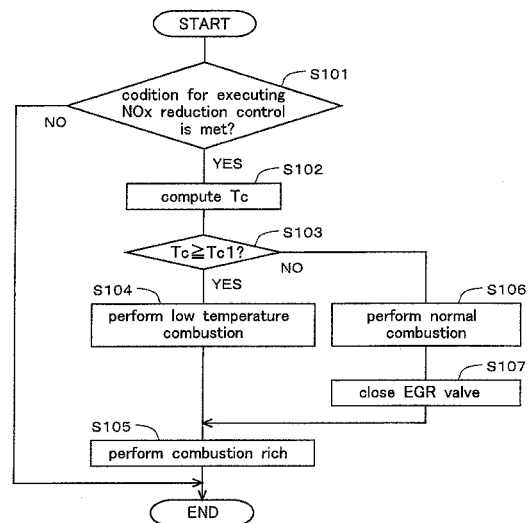 START
S101
codition for executing
NOx reduction control
is met?
NO
YES
S102
compute Tc
S103
Tc≧Tc1?
NO
YES
S104
perform low temperature
combustion
S106
perform normal
combustion
S107
close EGR valve
S105
perform combustion rich
END